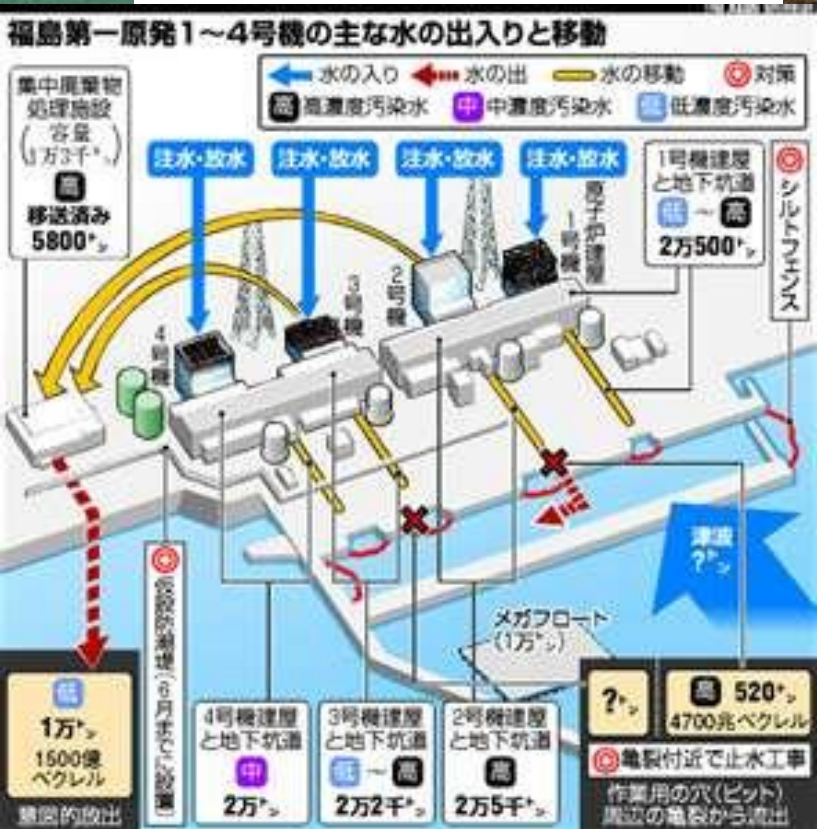 福島第一原発1～4号機の主な水の出入りと移動
水の入り 水の出 水の移動 対策
高 高濃度汚染水 中 中濃度汚染水 低 低濃度汚染水
集中廃棄物
処理施設
(容量
1万3千㌧)
高
移送済み
5800㌧
注水・放水
注水・放水
注水・放水
注水・放水
原子炉建屋
1号機
2号機
3号機
4号機
1号機建屋
と地下坑道
低～高
2万500㌧
シルトフェンス
津波
?㌧
メガフロート
(1万㌧)
仮設防潮堤(6月までに設置)
低
1万㌧
1500億
ベクレル
意図的放出
4号機建屋
と地下坑道
中
2万㌧
3号機建屋
と地下坑道
低～高
2万2千㌧
2号機建屋
と地下坑道
高
2万5千㌧
?㌧
高 520㌧
4700兆ベクレル
亀裂付近で止水工事
作業用の穴(ピット)
周辺の亀裂から流出